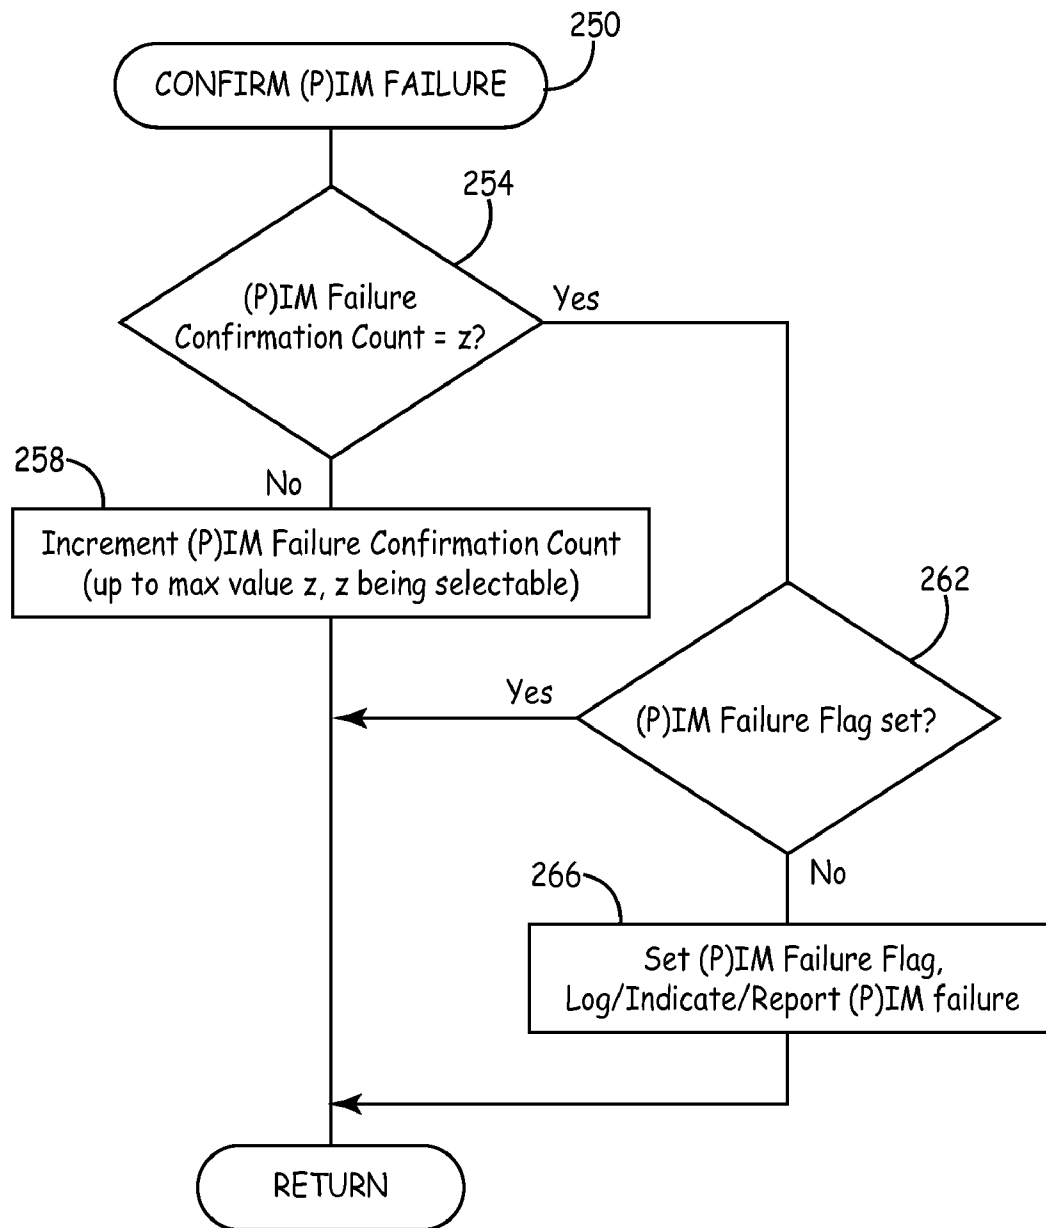 250
CONFIRM (P)IM FAILURE
254
(P)IM Failure
Confirmation Count = z?
Yes
258
No
Increment (P)IM Failure Confirmation Count
(up to max value z, z being selectable)
262
Yes
(P)IM Failure Flag set?
No
266
Set (P)IM Failure Flag,
Log/Indicate/Report (P)IM failure
RETURN